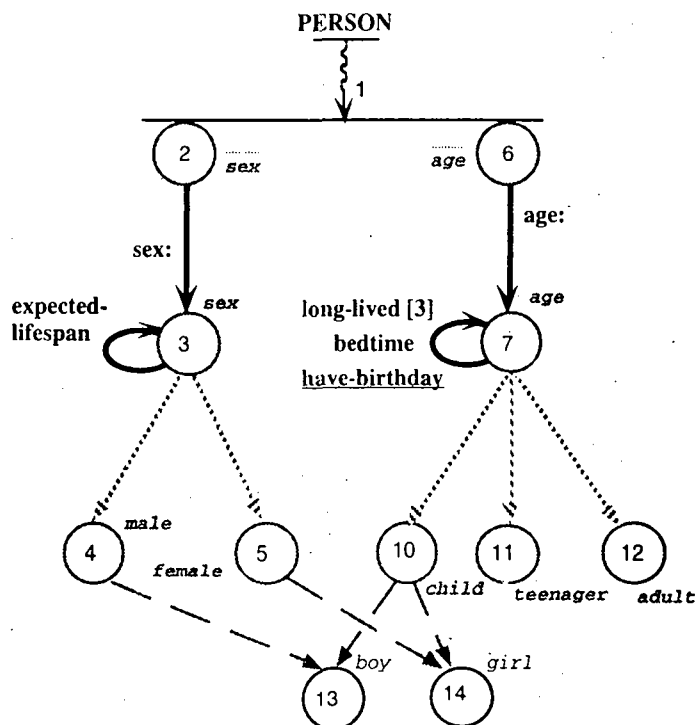 PERSON
1
2
sex
6
age
sex:
age:
expected-
lifespan
sex
3
long-lived [3]
bedtime
have-birthday
age
7
male
4
5
female
10
child
11
teenager
12
adult
boy
13
girl
14